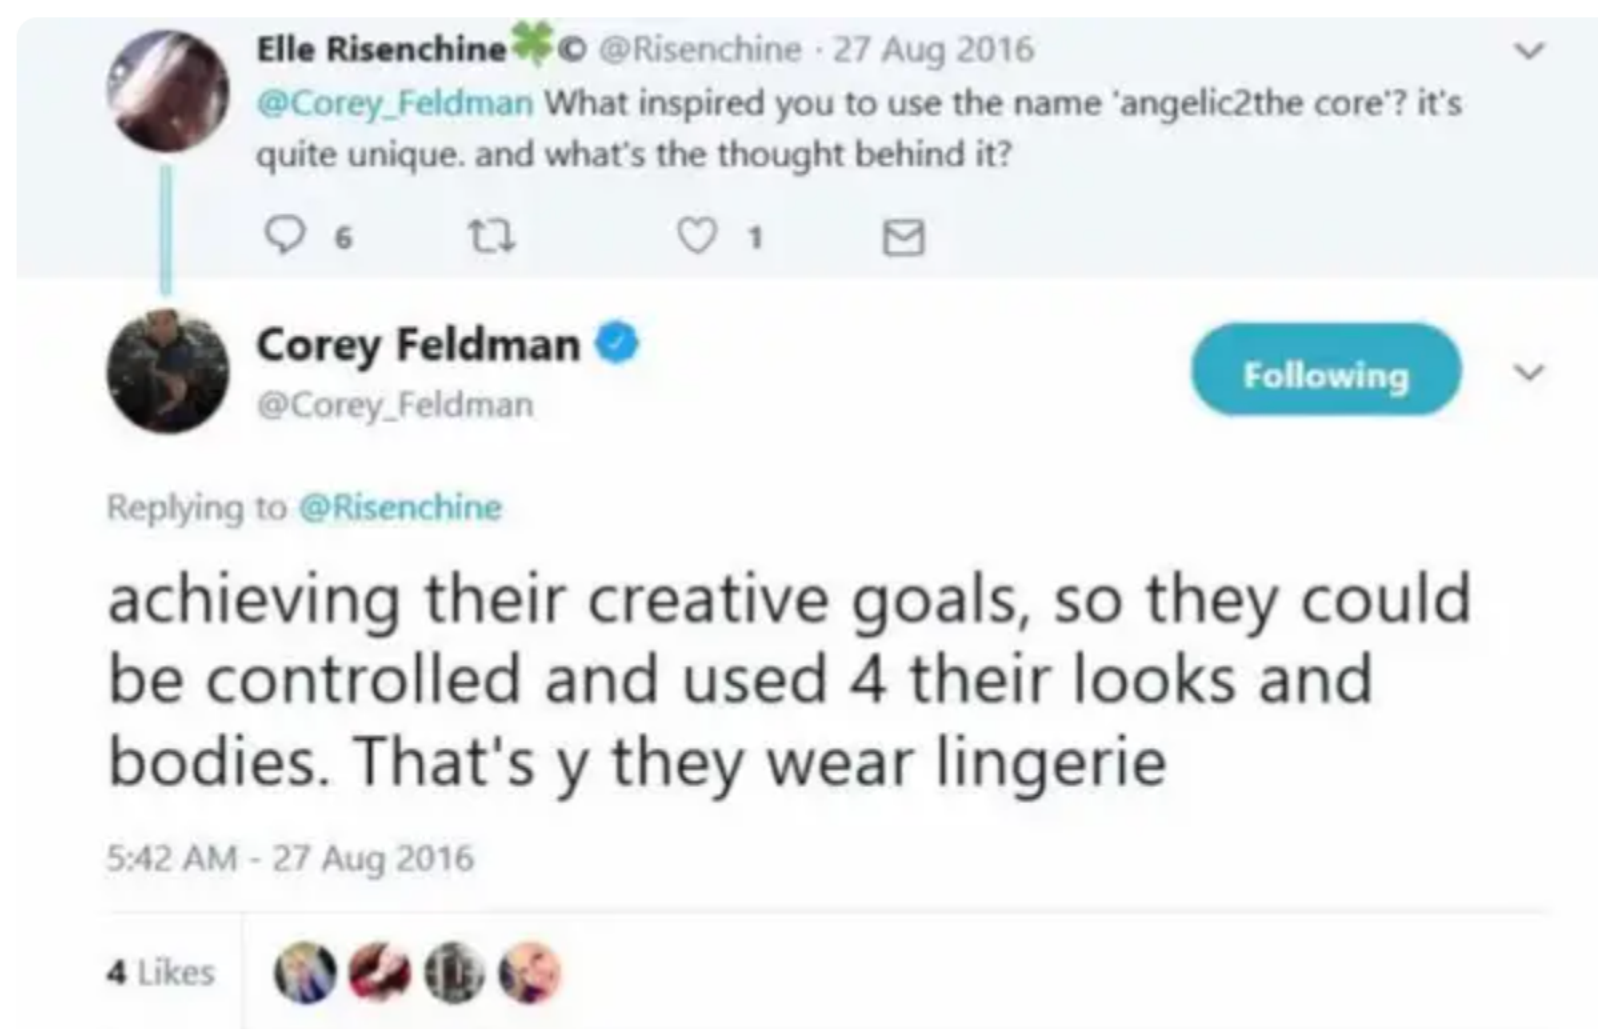 Elle Risenchine🍀© @Risenchine · 27 Aug 2016
@Corey_Feldman What inspired you to use the name 'angelic2the core'? it's
quite unique. and what's the thought behind it?
6 1
Corey Feldman
@Corey_Feldman
Following
Replying to @Risenchine
achieving their creative goals, so they could
be controlled and used 4 their looks and
bodies. That's y they wear lingerie
5:42 AM - 27 Aug 2016
4 Likes